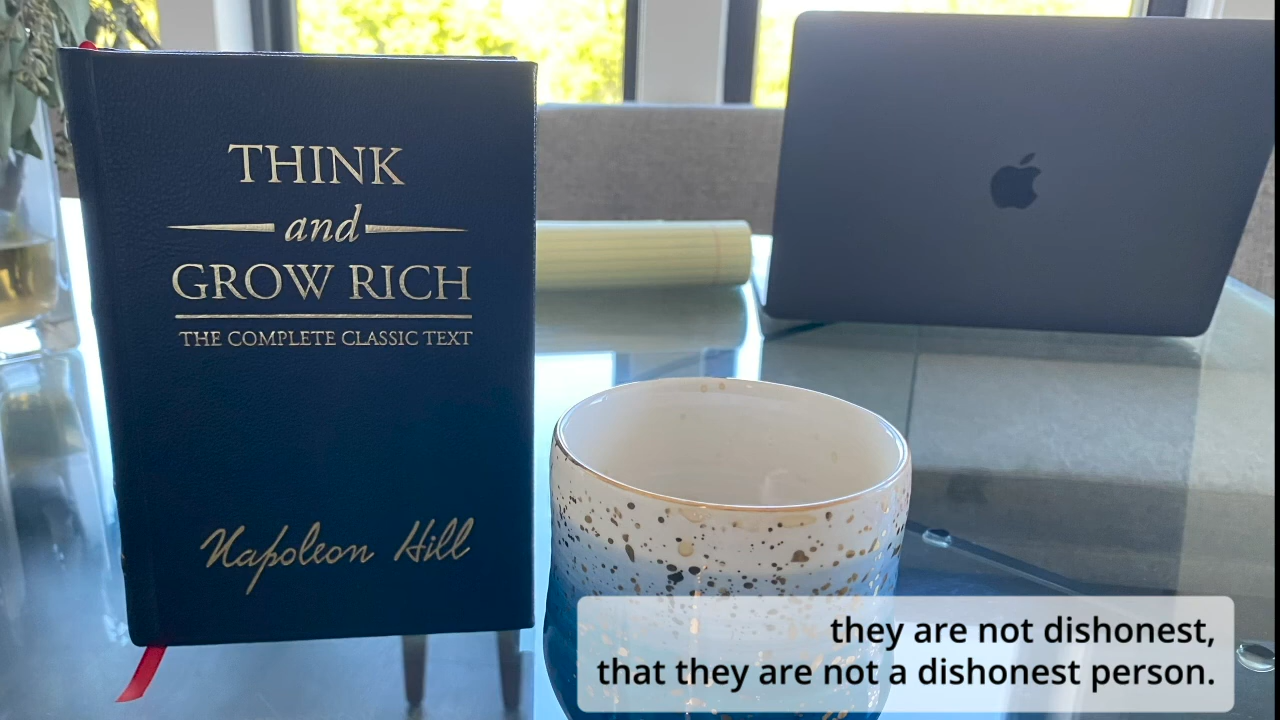 THINK
and
GROW RICH
THE COMPLETE CLASSIC TEXT
Napoleon Hill
they are not dishonest,
that they are not a dishonest person.